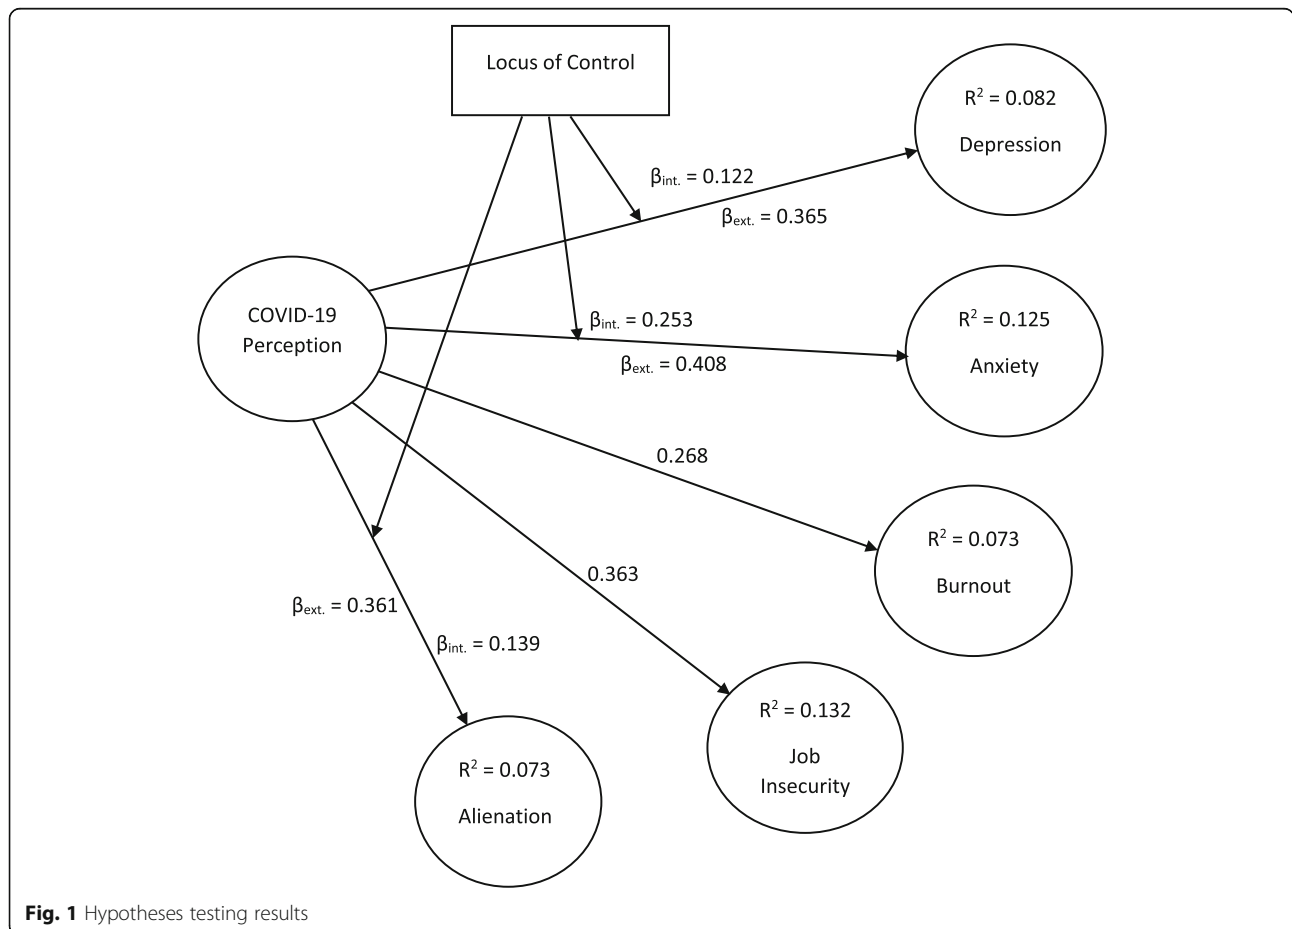 Locus of Control
R² = 0.082
Depression
βint. = 0.122
βext. = 0.365
COVID-19
Perception
βint. = 0.253
βext. = 0.408
R² = 0.125
Anxiety
0.268
R² = 0.073
Burnout
0.363
βext. = 0.361
βint. = 0.139
R² = 0.132
Job
Insecurity
R² = 0.073
Alienation
Fig. 1 Hypotheses testing results